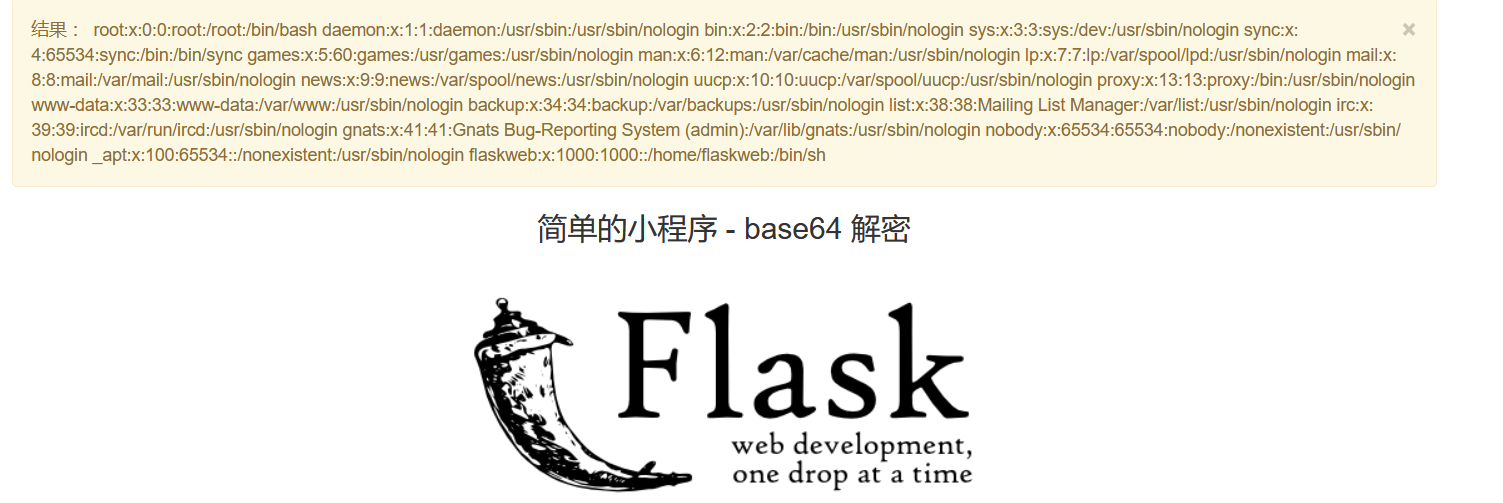 结果： root:x:0:0:root:/root:/bin/bash daemon:x:1:1:daemon:/usr/sbin:/usr/sbin/nologin bin:x:2:2:bin:/bin:/usr/sbin/nologin sys:x:3:3:sys:/dev:/usr/sbin/nologin sync:x:
4:65534:sync:/bin:/bin/sync games:x:5:60:games:/usr/games:/usr/sbin/nologin man:x:6:12:man:/var/cache/man:/usr/sbin/nologin lp:x:7:7:lp:/var/spool/lpd:/usr/sbin/nologin mail:x:
8:8:mail:/var/mail:/usr/sbin/nologin news:x:9:9:news:/var/spool/news:/usr/sbin/nologin uucp:x:10:10:uucp:/var/spool/uucp:/usr/sbin/nologin proxy:x:13:13:proxy:/bin:/usr/sbin/nologin
www-data:x:33:33:www-data:/var/www:/usr/sbin/nologin backup:x:34:34:backup:/var/backups:/usr/sbin/nologin list:x:38:38:Mailing List Manager:/var/list:/usr/sbin/nologin irc:x:
39:39:ircd:/var/run/ircd:/usr/sbin/nologin gnats:x:41:41:Gnats Bug-Reporting System (admin):/var/lib/gnats:/usr/sbin/nologin nobody:x:65534:65534:nobody:/nonexistent:/usr/sbin/
nologin _apt:x:100:65534::/nonexistent:/usr/sbin/nologin flaskweb:x:1000:1000::/home/flaskweb:/bin/sh
简单的小程序 - base64 解密
Flask
web development,
one drop at a time